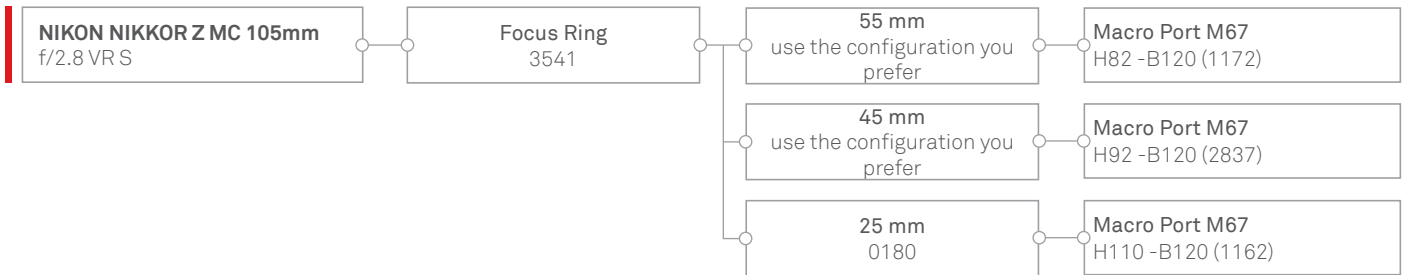 NIKON NIKKOR Z MC 105mm
f/2.8 VR S
Focus Ring
3541
55 mm
use the configuration you
prefer
Macro Port M67
H82 -B120 (1172)
45 mm
use the configuration you
prefer
Macro Port M67
H92 -B120 (2837)
25 mm
0180
Macro Port M67
H110 -B120 (1162)